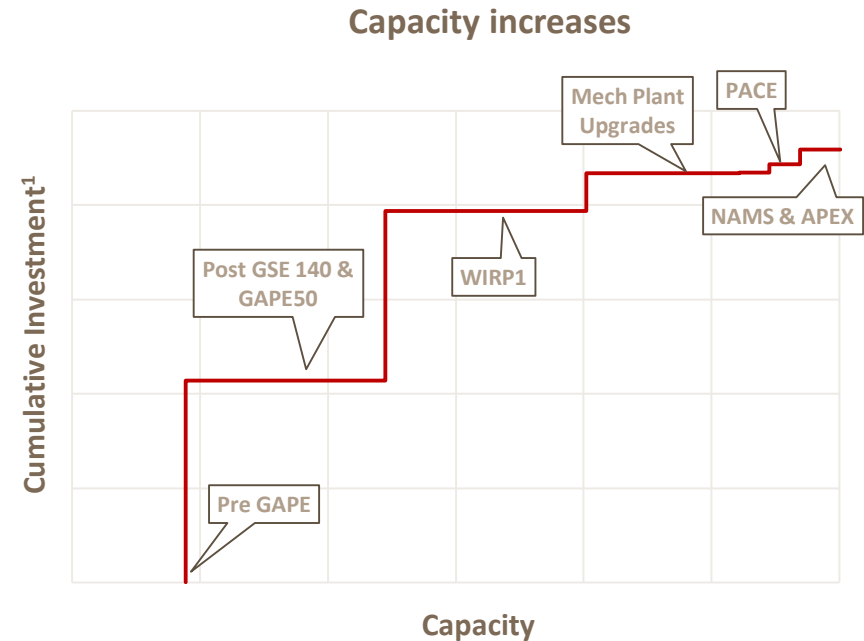 Capacity increases
Mech Plant
Upgrades
PACE
NAMS & APEX
Post GSE 140 &
GAPE50
WIRP1
Pre GAPE
Cumulative Investment¹
Capacity